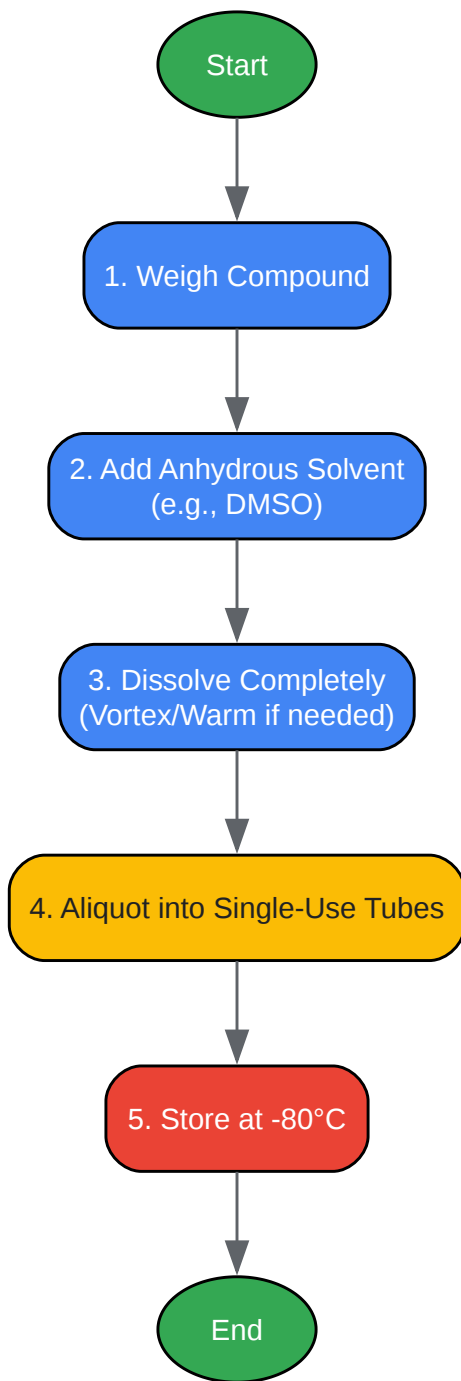 Start
1. Weigh Compound
2. Add Anhydrous Solvent
(e.g., DMSO)
3. Dissolve Completely
(Vortex/Warm if needed)
4. Aliquot into Single-Use Tubes
5. Store at -80°C
End